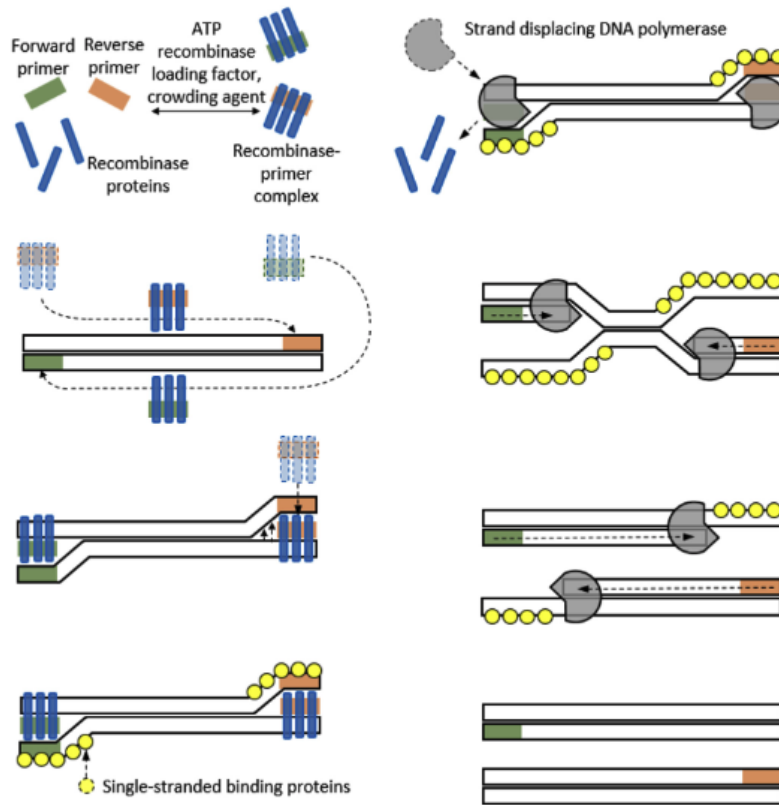 Forward
primer
Reverse
primer
ATP
recombinase
loading factor,
crowding agent
Recombinase
proteins
Recombinase-
primer
complex
Strand displacing DNA polymerase
Single-stranded binding proteins